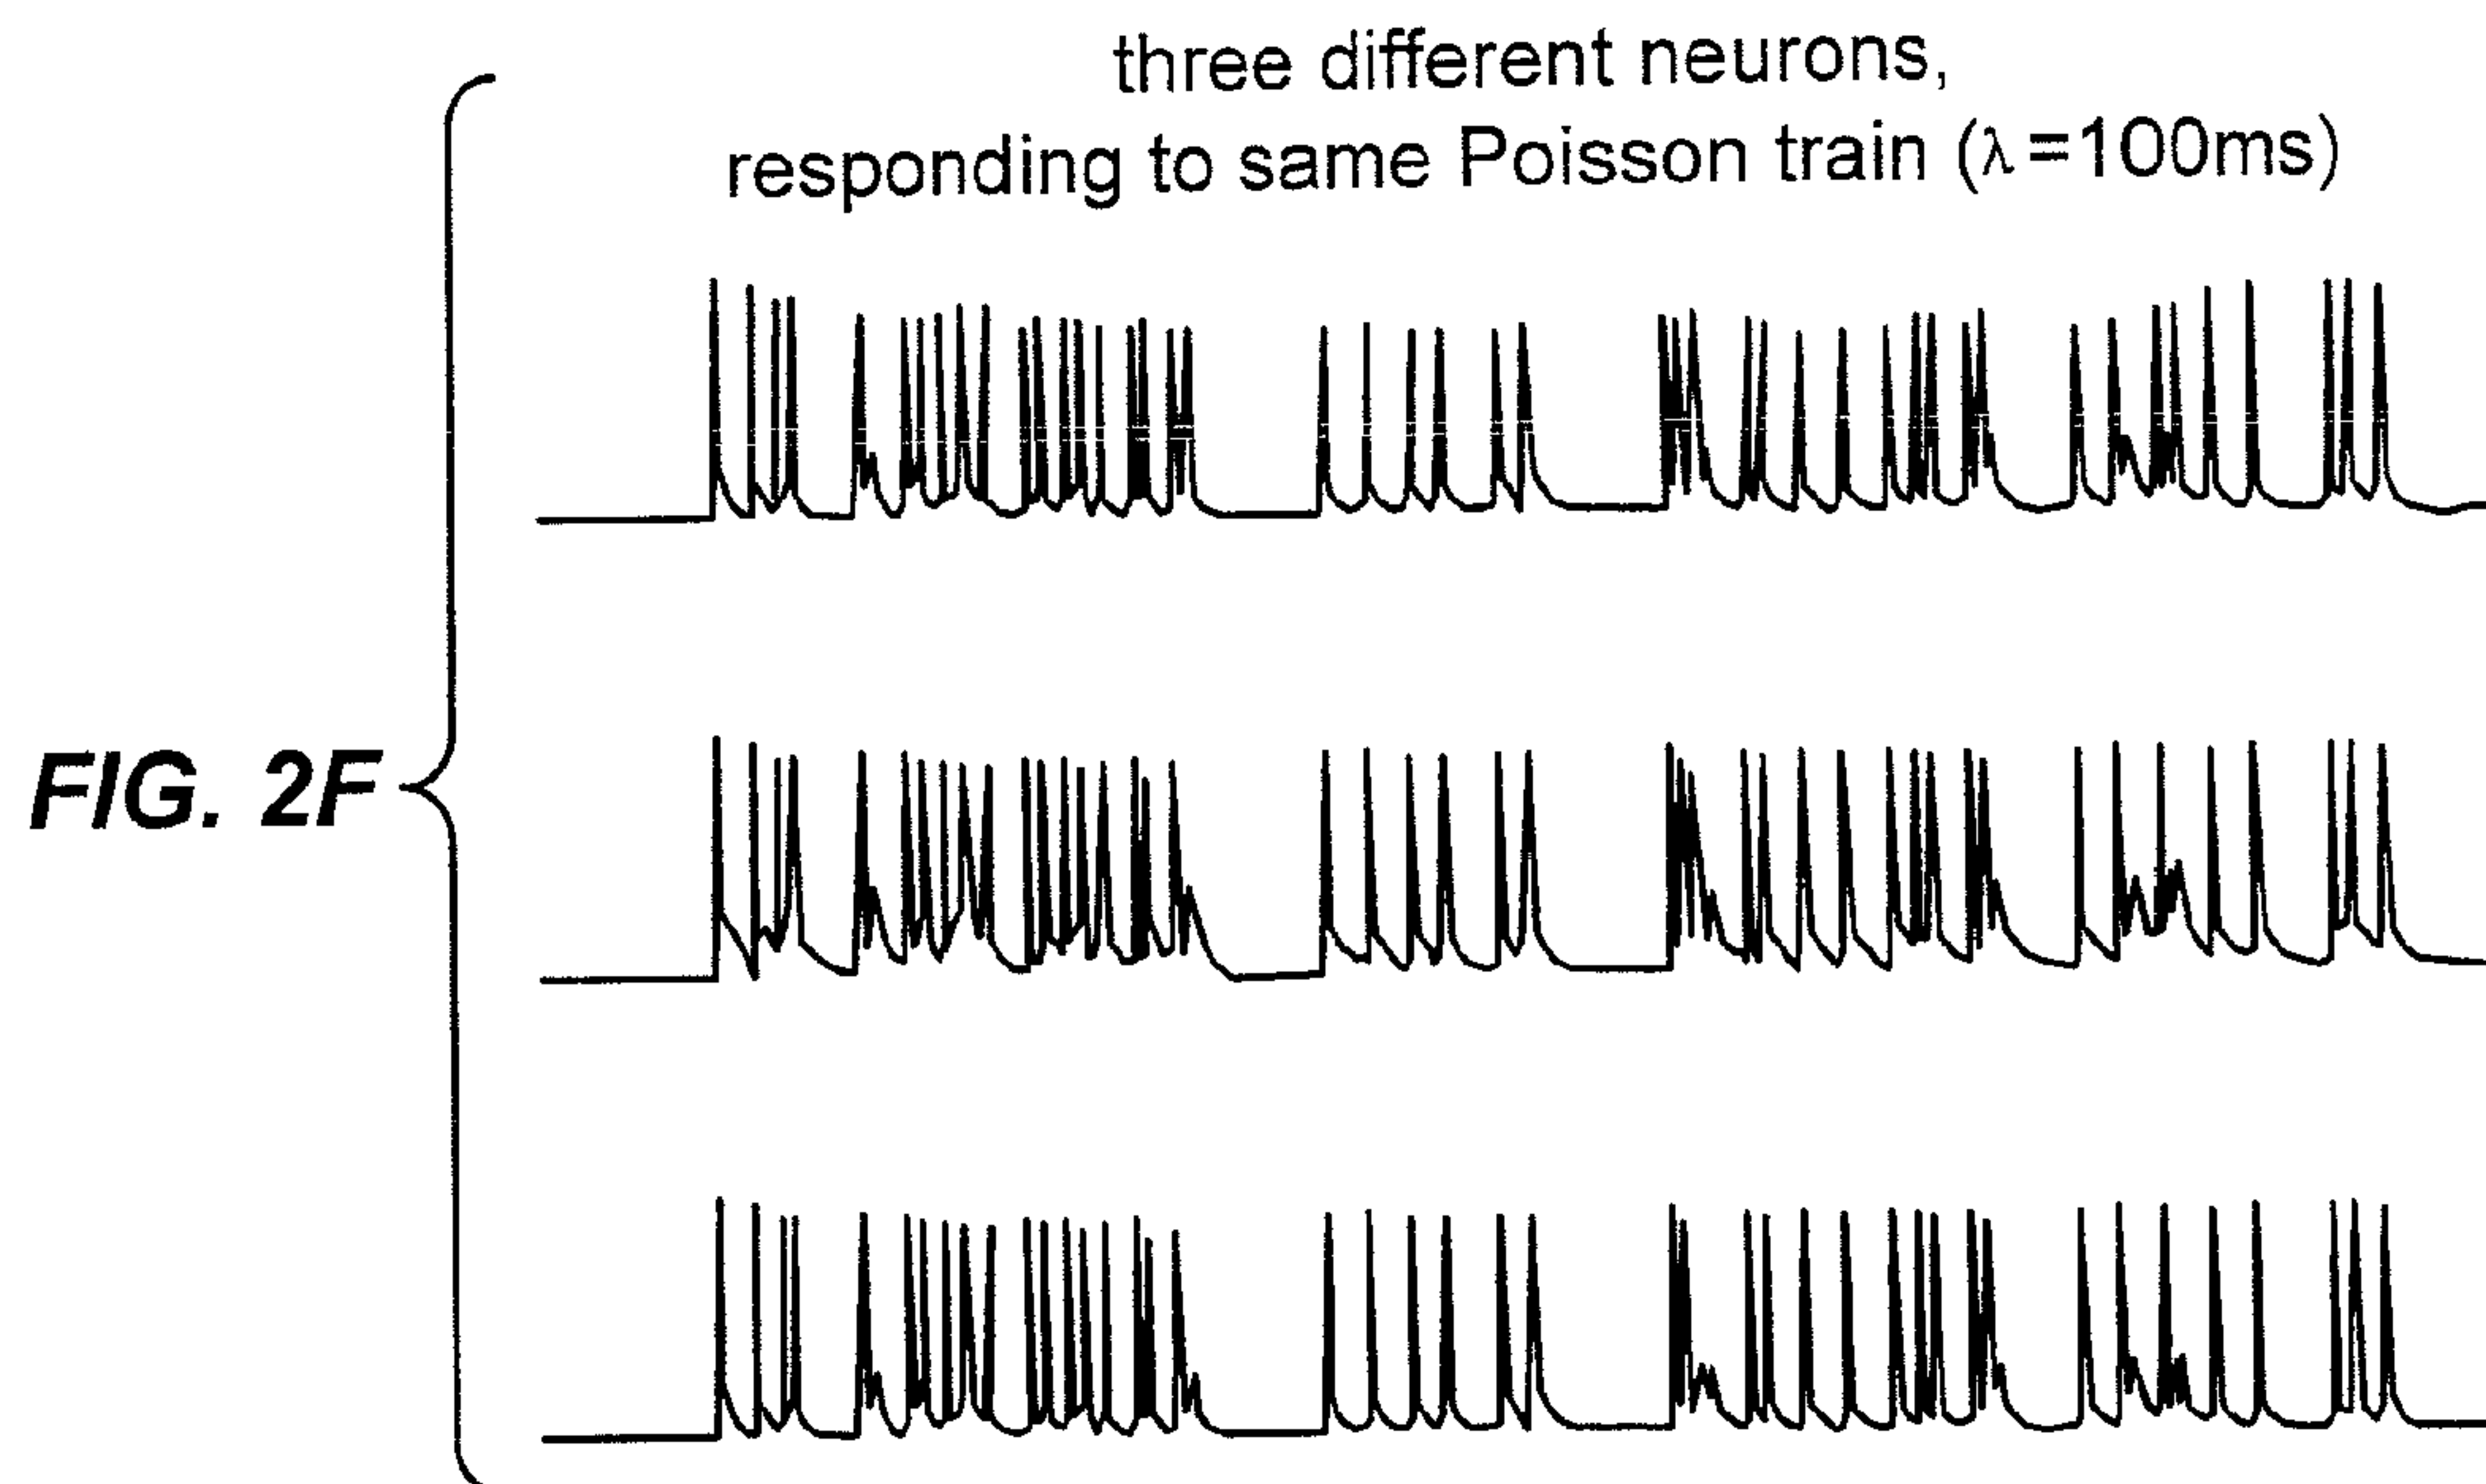 three different neurons,
responding to same Poisson train (λ=100ms)
FIG. 2F